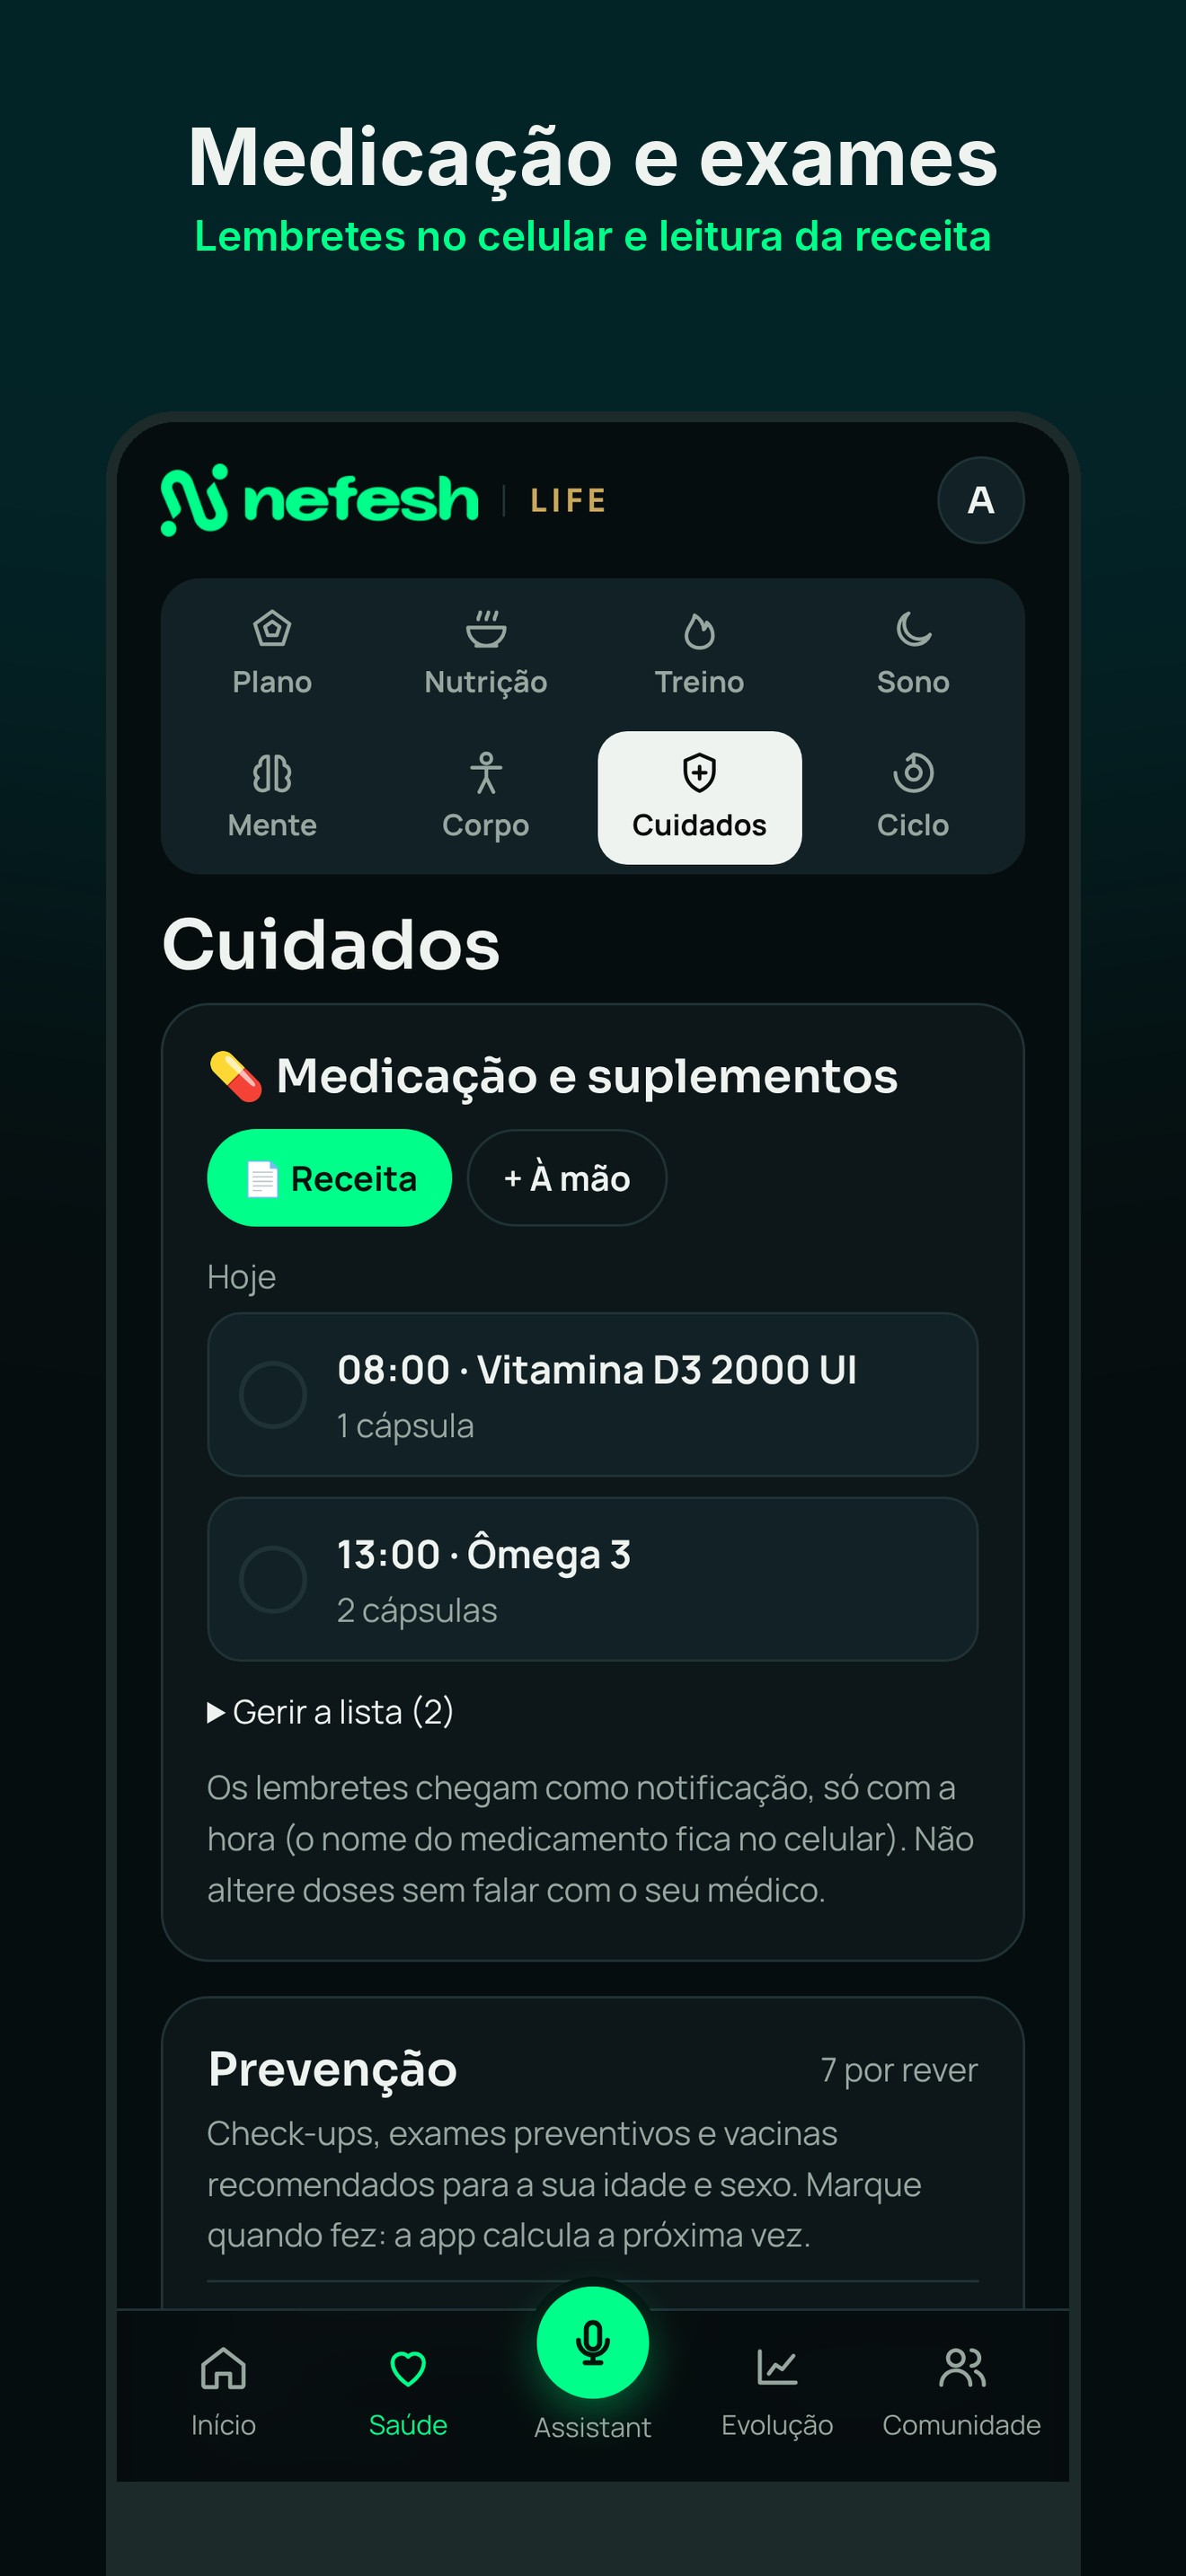 Medicação e exames
Lembretes no celular e leitura da receita
nefesh | LIFE
A
Plano
Nutrição
Treino
Sono
Mente
Corpo
Cuidados
Ciclo
Cuidados
Medicação e suplementos
Receita
+ À mão
Hoje
08:00 · Vitamina D3 2000 UI
1 cápsula
13:00 · Ômega 3
2 cápsulas
▶ Gerir a lista (2)
Os lembretes chegam como notificação, só com a
hora (o nome do medicamento fica no celular). Não
altere doses sem falar com o seu médico.
Prevenção
7 por rever
Check-ups, exames preventivos e vacinas
recomendados para a sua idade e sexo. Marque
quando fez: a app calcula a próxima vez.
Início
Saúde
Assistant
Evolução
Comunidade